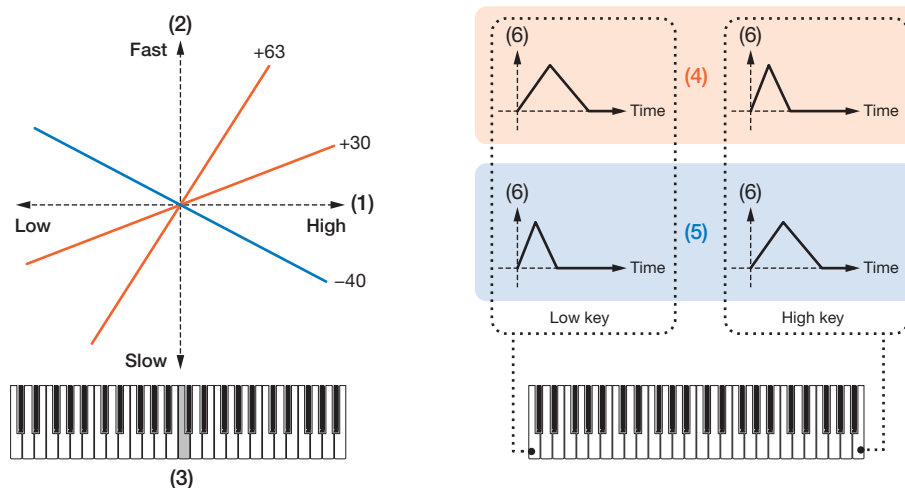 (2)
Fast
+63
+30
(1)
Low
High
−40
Slow
(3)
(6)
(6)
(4)
Time
Time
(6)
(6)
(5)
Time
Time
Low key
High key